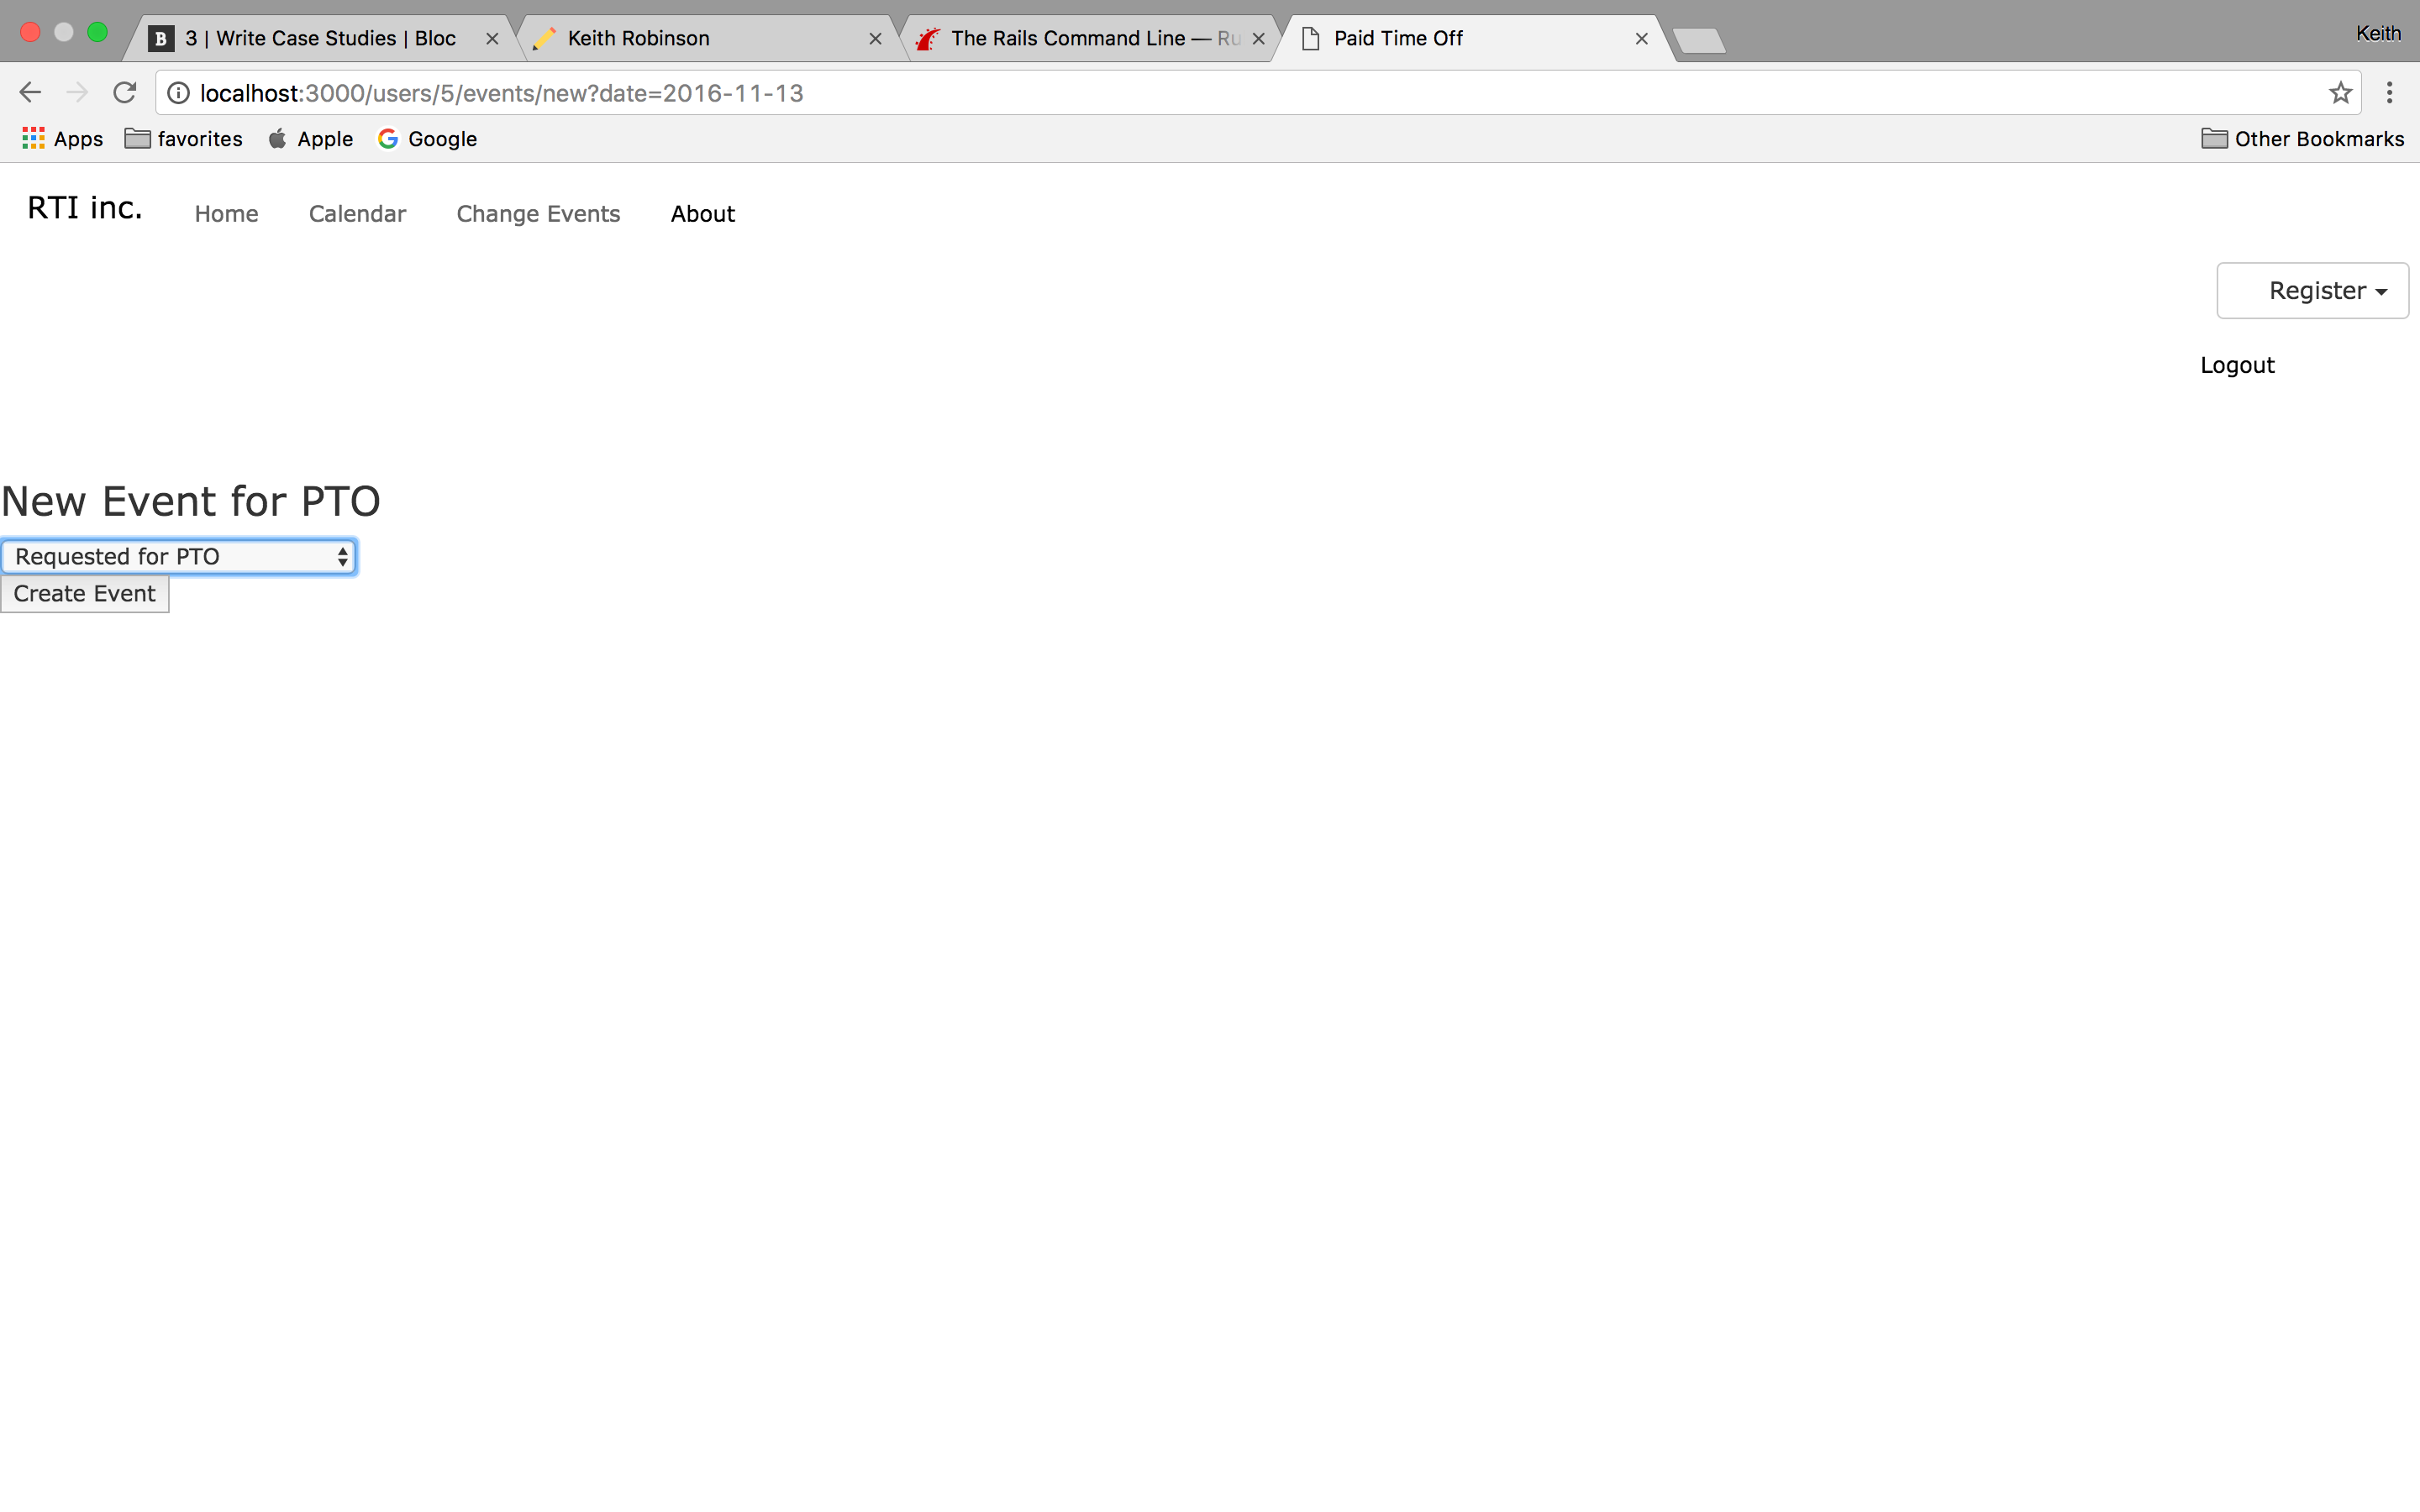 3 | Write Case Studies | Bloc
Keith Robinson
The Rails Command Line — Ru
Paid Time Off
Keith
localhost:3000/users/5/events/new?date=2016-11-13
Apps
favorites
Apple
Google
Other Bookmarks
RTI inc.
Home
Calendar
Change Events
About
Register
Logout
New Event for PTO
Requested for PTO
Create Event